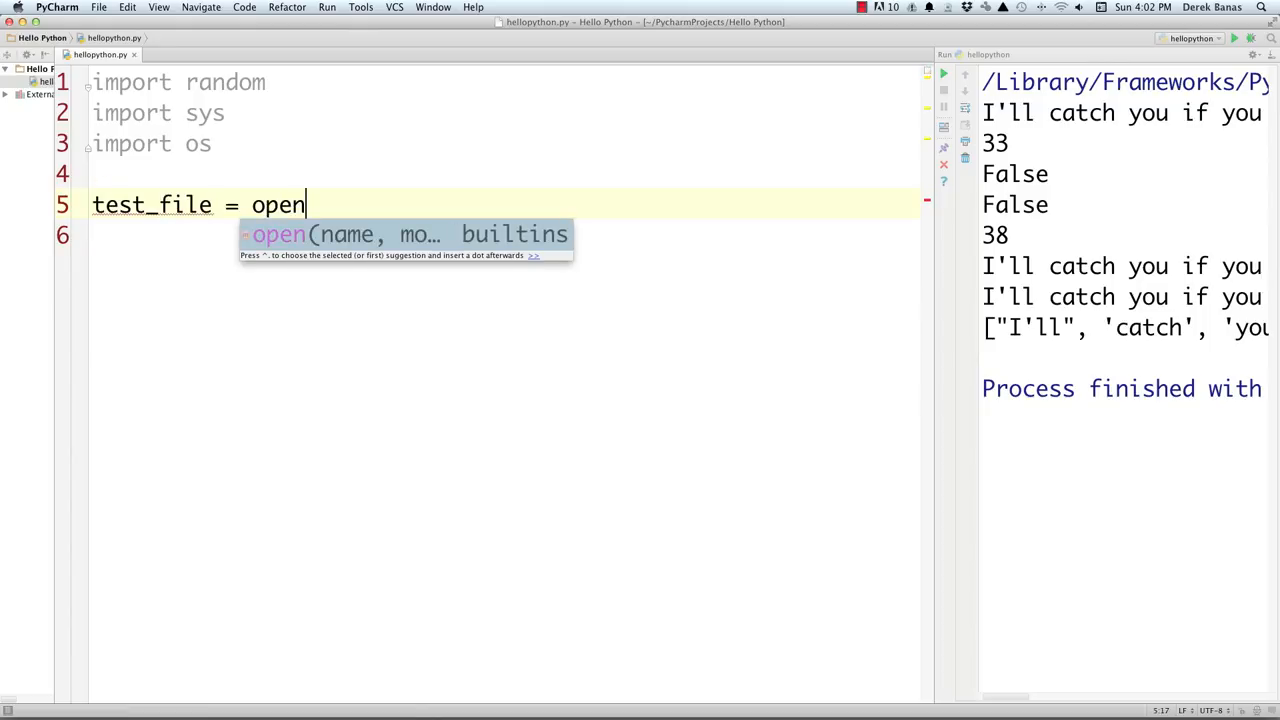 PyCharm File Edit View Navigate Code Refactor Run Tools VCS Window Help 10 Sun 4:02 PM Derek Banas
hellopython.py – Hello Python – [~/PycharmProjects/Hello Python]
Hello Python hellopython.py hellopython
hellopython.py × Run hellopython
Hello P
hell
Externa
1 import random
2 import sys
3 import os
4
5 test_file = open
6
open(name, mo… builtins
Press ^. to choose the selected (or first) suggestion and insert a dot afterwards >>
/Library/Frameworks/Py
I'll catch you if you
33
False
False
38
I'll catch you if you
I'll catch you if you
["I'll", 'catch', 'you
Process finished with
5:17 LF UTF-8